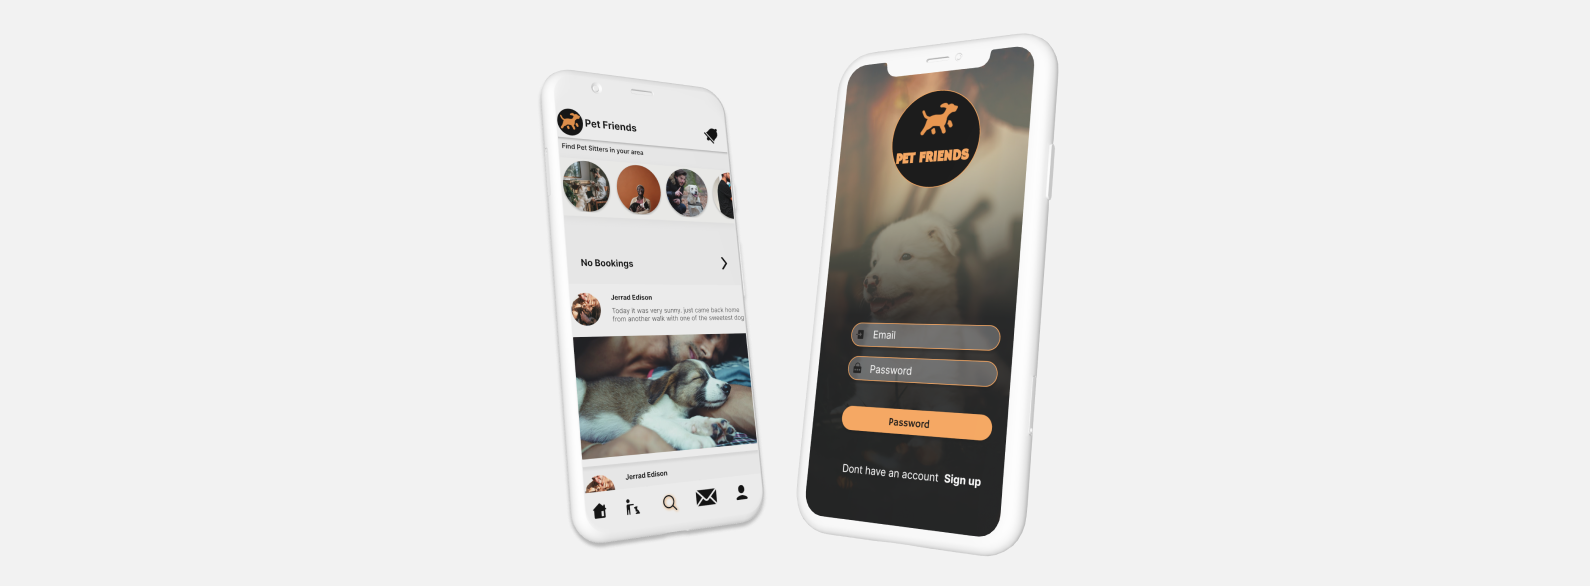 Pet Friends
Find Pet Sitters in your area
No Bookings
Jerrad Edison
Today it was very sunny, just came back home
from another walk with one of the sweetest dog
Jerrad Edison
PET FRIENDS
Email
Password
Password
Dont have an account Sign up